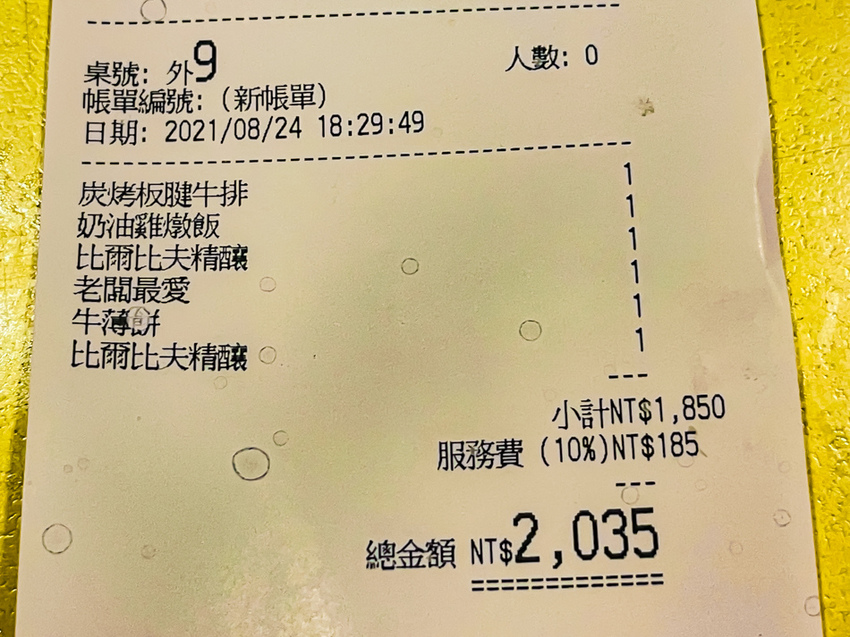 桌號: 外9 人數: 0
帳單編號:(新帳單)
日期: 2021/08/24 18:29:49
炭烤板腱牛排 1
奶油雞燉飯 1
比爾比夫精釀 1
老闆最愛 1
牛薄餅 1
比爾比夫精釀 1
小計NT$1,850
服務費 (10%)NT$185
總金額 NT$2,035